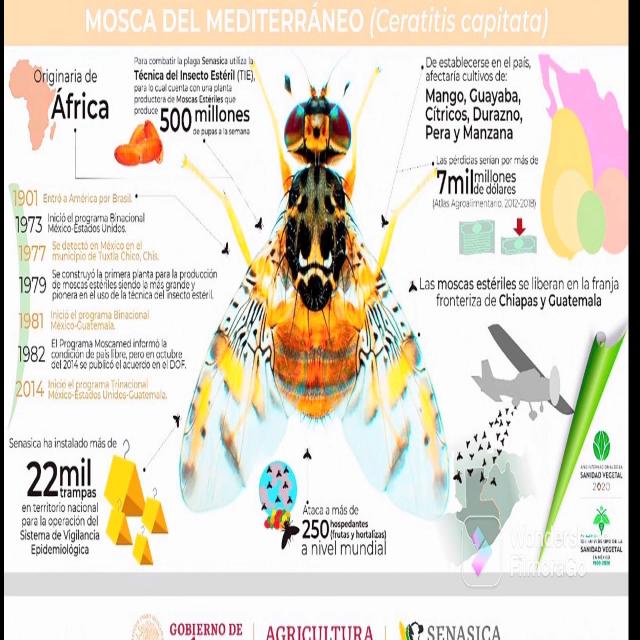 MOSCA DEL MEDITERRÁNEO (Ceratitis capitata)
Originaria de
África
Para combatir la plaga Senasica utiliza la
Técnica del Insecto Estéril (TIE),
para lo cual cuenta con una planta
productora de Moscas Estériles que
produce 500 millones
de pupas a la semana
1901 Entró a América por Brasil.
1973 Inició el programa Binacional
México-Estados Unidos.
1977 Se detectó en México en el
municipio de Tuxtla Chico, Chis.
1979 Se construyó la primera planta para la producción
de moscas estériles siendo la más grande y
pionera en el uso de la técnica del insecto estéril.
1981 Inició el programa Binacional
México-Guatemala.
1982 El Programa Moscamed informó la
condición de país libre, pero en octubre
del 2014 se publicó el acuerdo en el DOF.
2014 Inició el programa Trinacional
México-Estados Unidos-Guatemala.
Senasica ha instalado más de
22 mil
trampas
en territorio nacional
para la operación del
Sistema de Vigilancia
Epidemiológica
Ataca a más de
250 hospedantes
(frutas y hortalizas)
a nivel mundial
De establecerse en el país,
afectaría cultivos de:
Mango, Guayaba,
Cítricos, Durazno,
Pera y Manzana
Las pérdidas serían por más de
7 mil millones
de dólares
(Atlas Agroalimentario, 2012-2018)
Las moscas estériles se liberan en la franja
fronteriza de Chiapas y Guatemala
AÑO INTERNACIONAL DE LA
SANIDAD VEGETAL
2020
SANIDAD VEGETAL
EN MÉXICO
1900-2020
Wondershare
FilmoraGo
GOBIERNO DE
AGRICULTURA
SENASICA